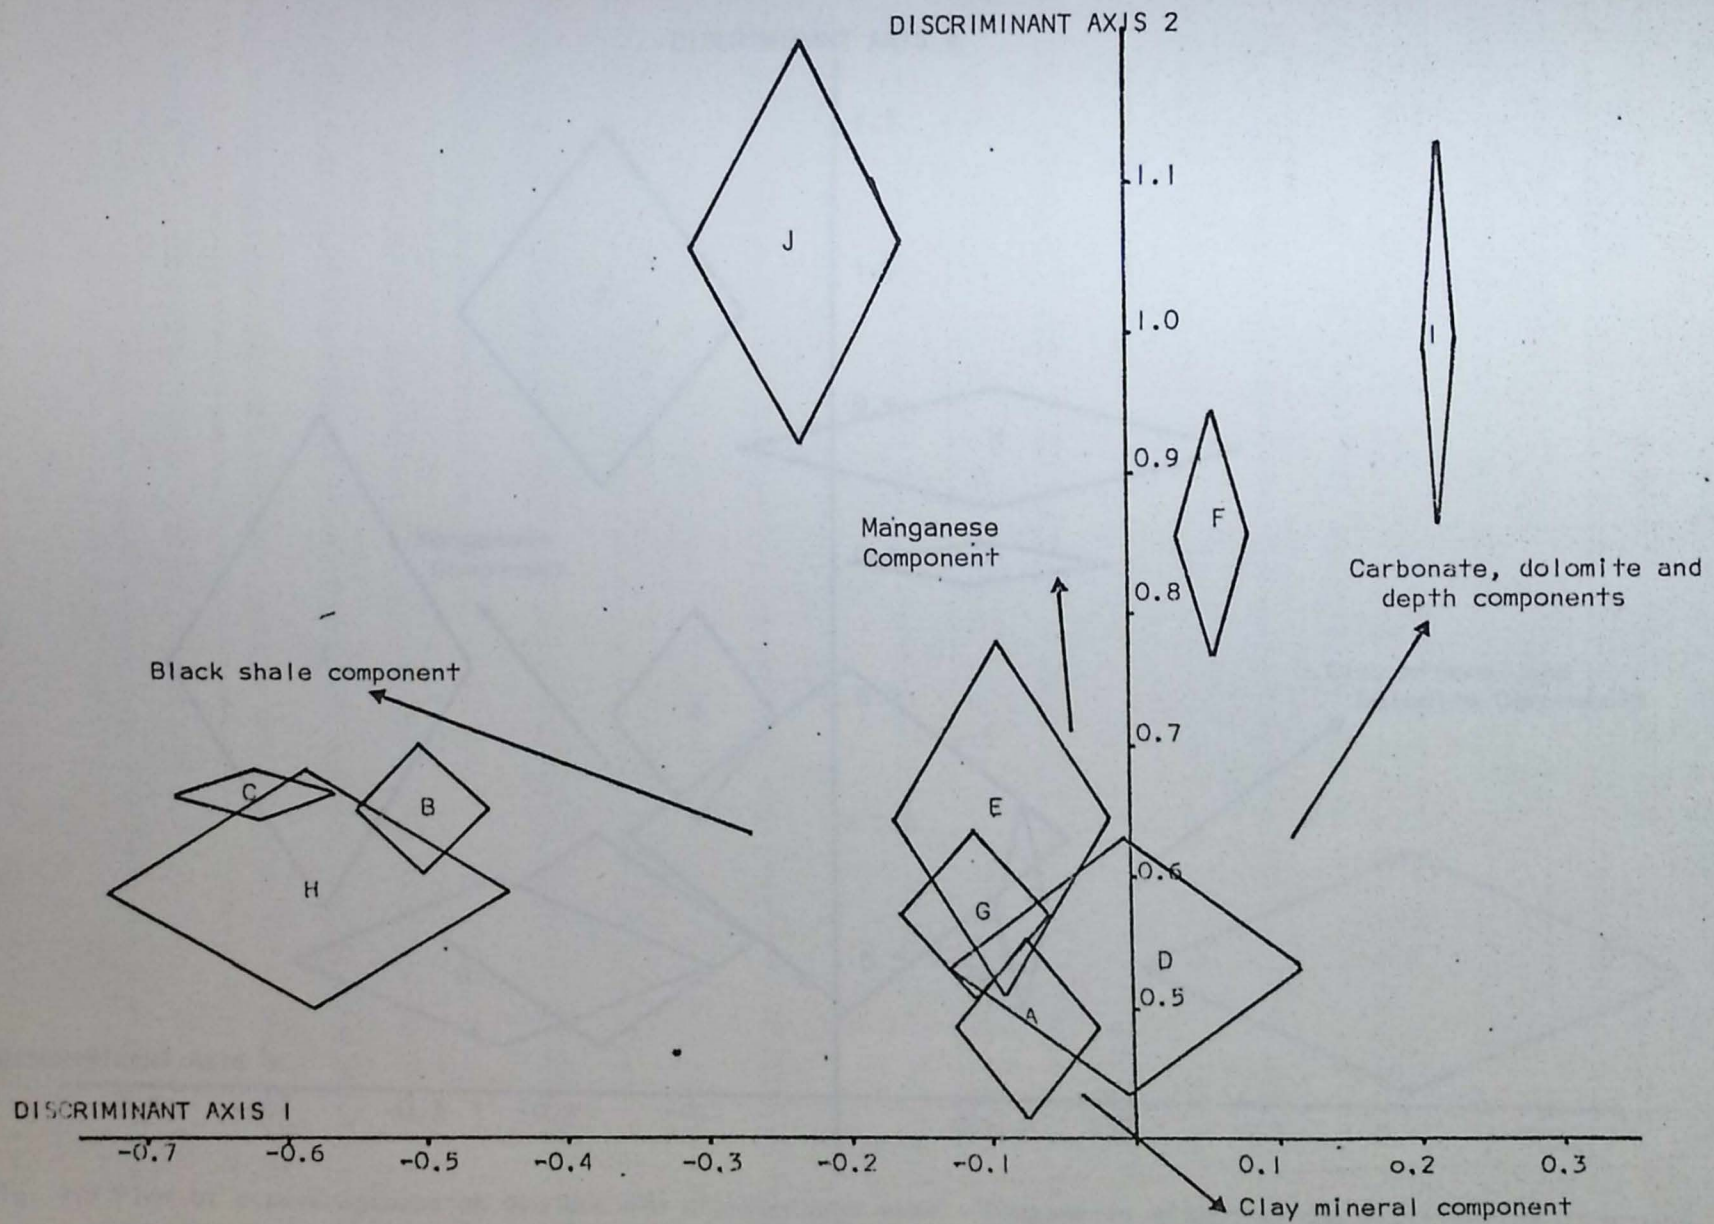 DISCRIMINANT AXIS 2
1.1
J
1.0
I
0.9
F
Manganese
Component
0.8
Carbonate, dolomite and
depth components
0.7
Black shale component
C
B
E
0.6
H
G
D
0.5
A
DISCRIMINANT AXIS 1
-0.7 -0.6 -0.5 -0.4 -0.3 -0.2 -0.1 0.1 0.2 0.3
Clay mineral component